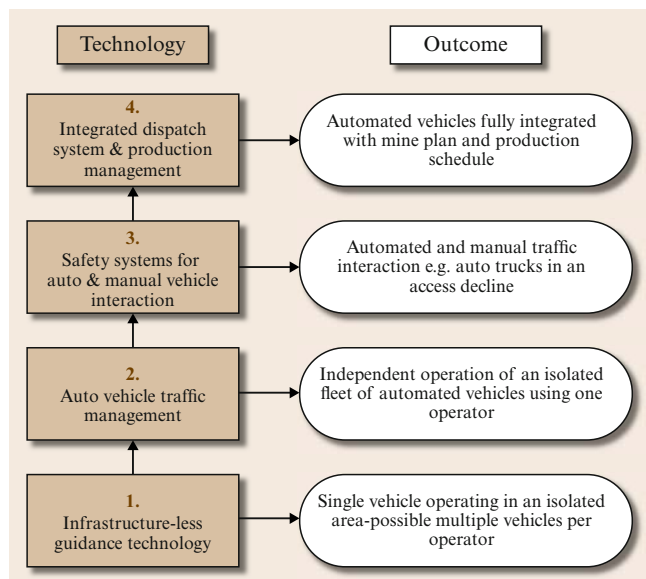 Technology
Outcome
4.
Integrated dispatch
system & production
management
Automated vehicles fully integrated
with mine plan and production
schedule
3.
Safety systems for
auto & manual vehicle
interaction
Automated and manual traffic
interaction e.g. auto trucks in an
access decline
2.
Auto vehicle traffic
management
Independent operation of an isolated
fleet of automated vehicles using one
operator
1.
Infrastructure-less
guidance technology
Single vehicle operating in an isolated
area-possible multiple vehicles per
operator